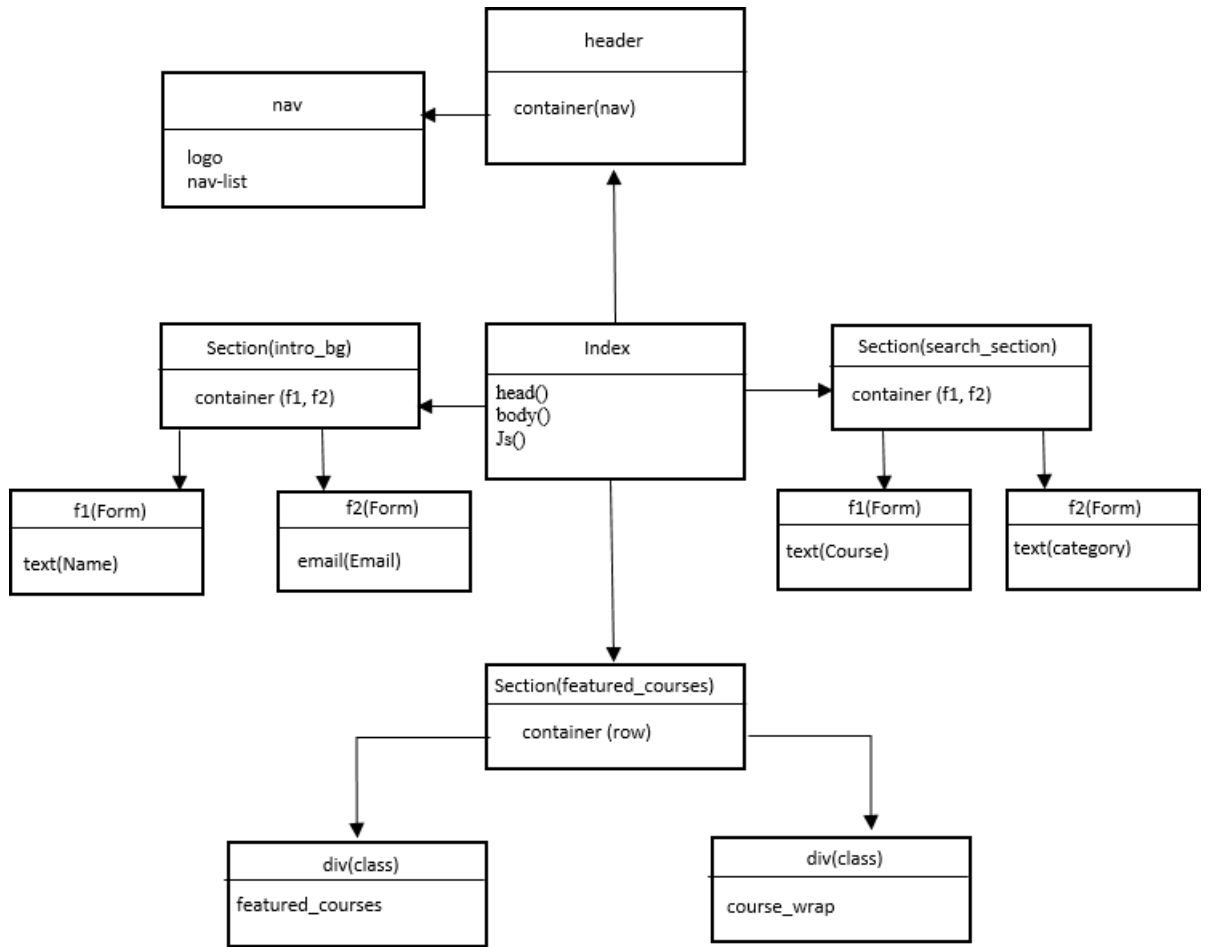 header
container(nav)
nav
logo
nav-list
Section(intro_bg)
container (f1, f2)
Index
head()
body()
Js()
Section(search_section)
container (f1, f2)
f1(Form)
text(Name)
f2(Form)
email(Email)
f1(Form)
text(Course)
f2(Form)
text(category)
Section(featured_courses)
container (row)
div(class)
featured_courses
div(class)
course_wrap